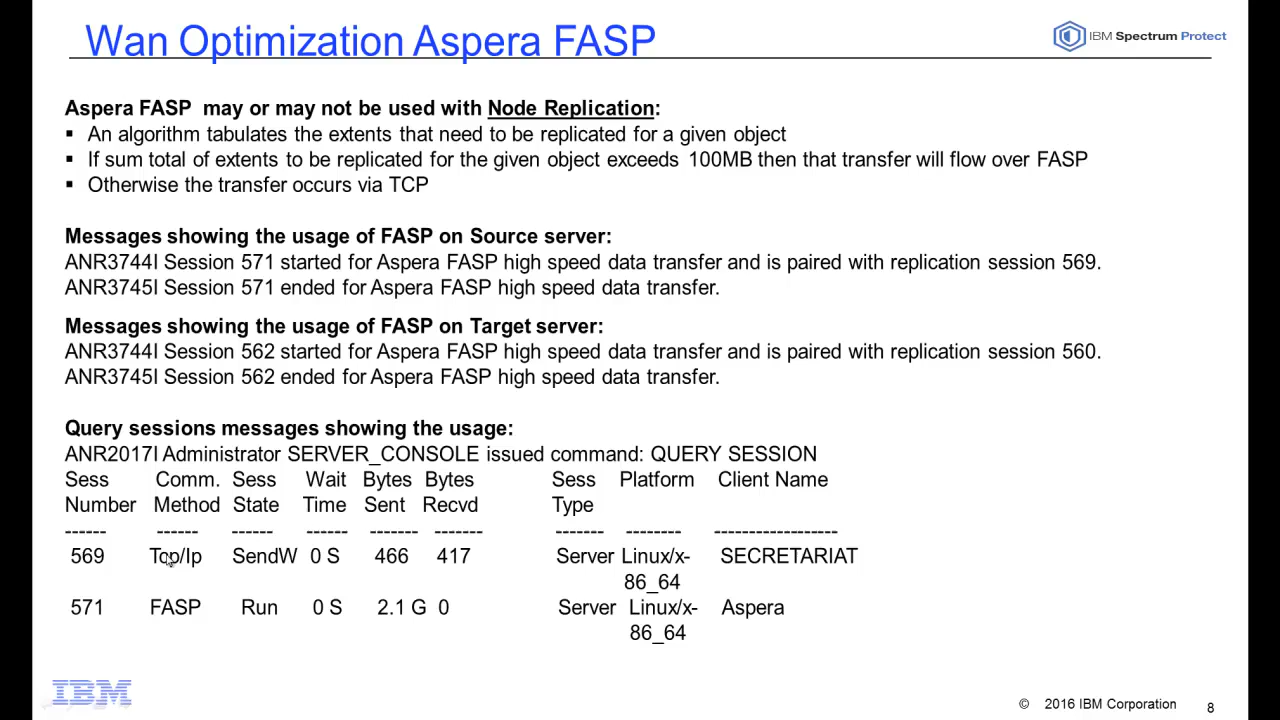 Wan Optimization Aspera FASP
IBM Spectrum Protect
Aspera FASP may or may not be used with Node Replication:
▪ An algorithm tabulates the extents that need to be replicated for a given object
▪ If sum total of extents to be replicated for the given object exceeds 100MB then that transfer will flow over FASP
▪ Otherwise the transfer occurs via TCP
Messages showing the usage of FASP on Source server:
ANR3744I Session 571 started for Aspera FASP high speed data transfer and is paired with replication session 569.
ANR3745I Session 571 ended for Aspera FASP high speed data transfer.
Messages showing the usage of FASP on Target server:
ANR3744I Session 562 started for Aspera FASP high speed data transfer and is paired with replication session 560.
ANR3745I Session 562 ended for Aspera FASP high speed data transfer.
Query sessions messages showing the usage:
ANR2017I Administrator SERVER_CONSOLE issued command: QUERY SESSION
Sess Comm. Sess Wait Bytes Bytes Sess Platform Client Name
Number Method State Time Sent Recvd Type
------ ------ ------ ------ ------- ------- ------- -------- ------------------
569 Tcp/Ip SendW 0 S 466 417 Server Linux/x- SECRETARIAT
86_64
571 FASP Run 0 S 2.1 G 0 Server Linux/x- Aspera
86_64
IBM
© 2016 IBM Corporation 8